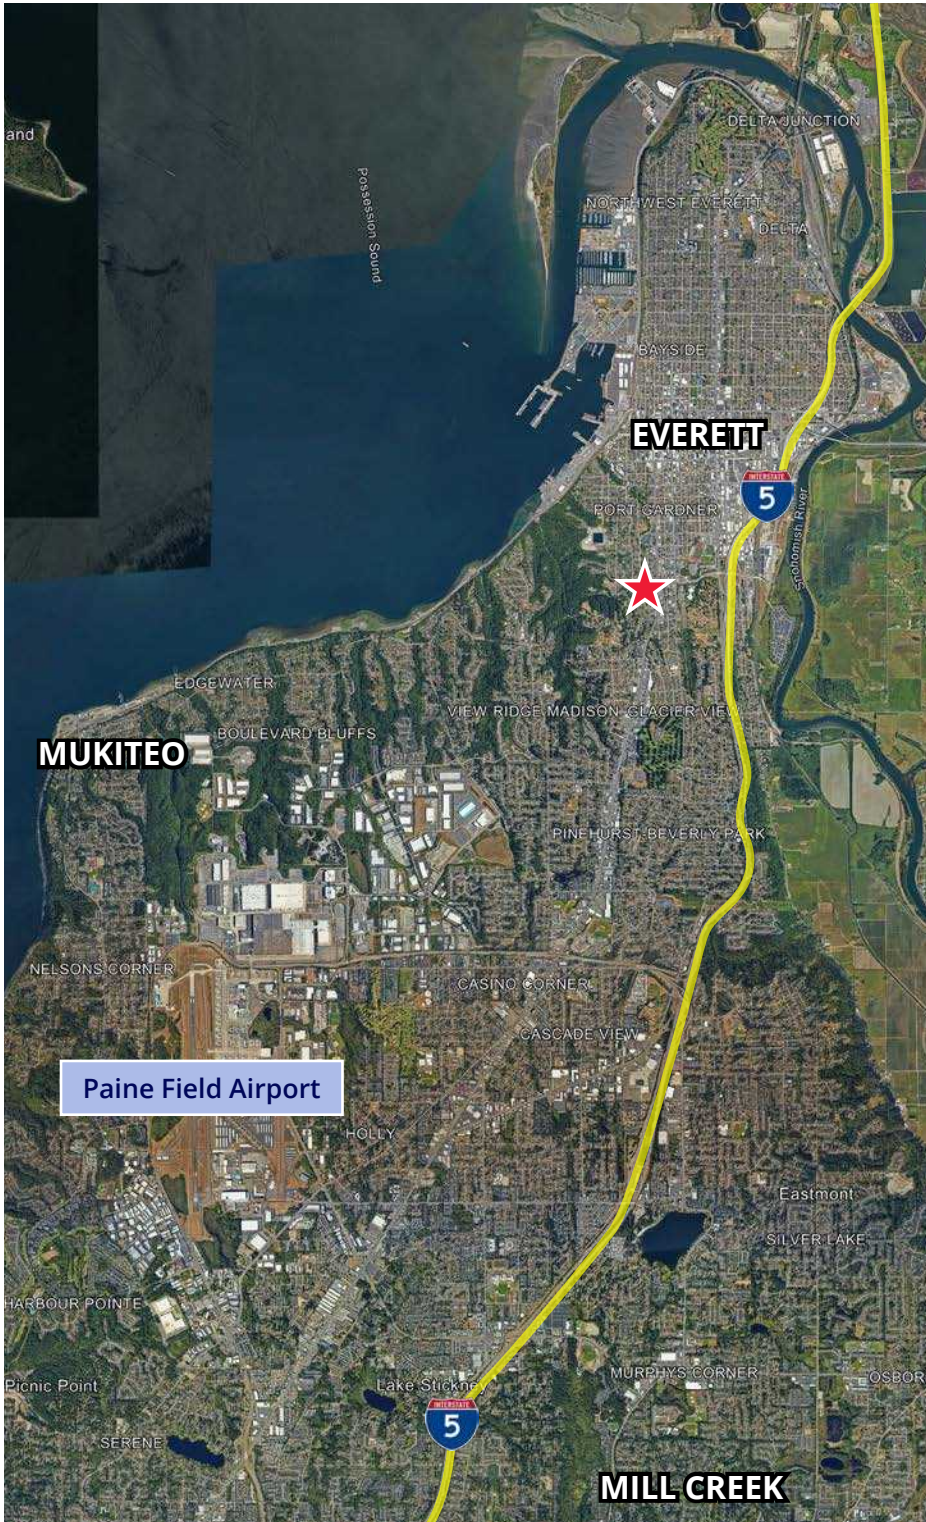 and
DELTA JUNCTION
Possession Sound
NORTHWEST EVERETT
DELTA
BAYSIDE
EVERETT
INTERSTATE
5
PORT GARDNER
Snohomish River
EDGEWATER
VIEW RIDGE MADISON GLACIER VIEW
BOULEVARD BLUFFS
MUKITEO
PINEHURST-BEVERLY PARK
NELSONS CORNER
CASINO CORNER
CASCADE VIEW
Paine Field Airport
HOLLY
Eastmont
SILVER LAKE
HARBOUR POINTE
MURPHYS CORNER
OSBOR
Picnic Point
Lake Stickney
INTERSTATE
5
SERENE
MILL CREEK